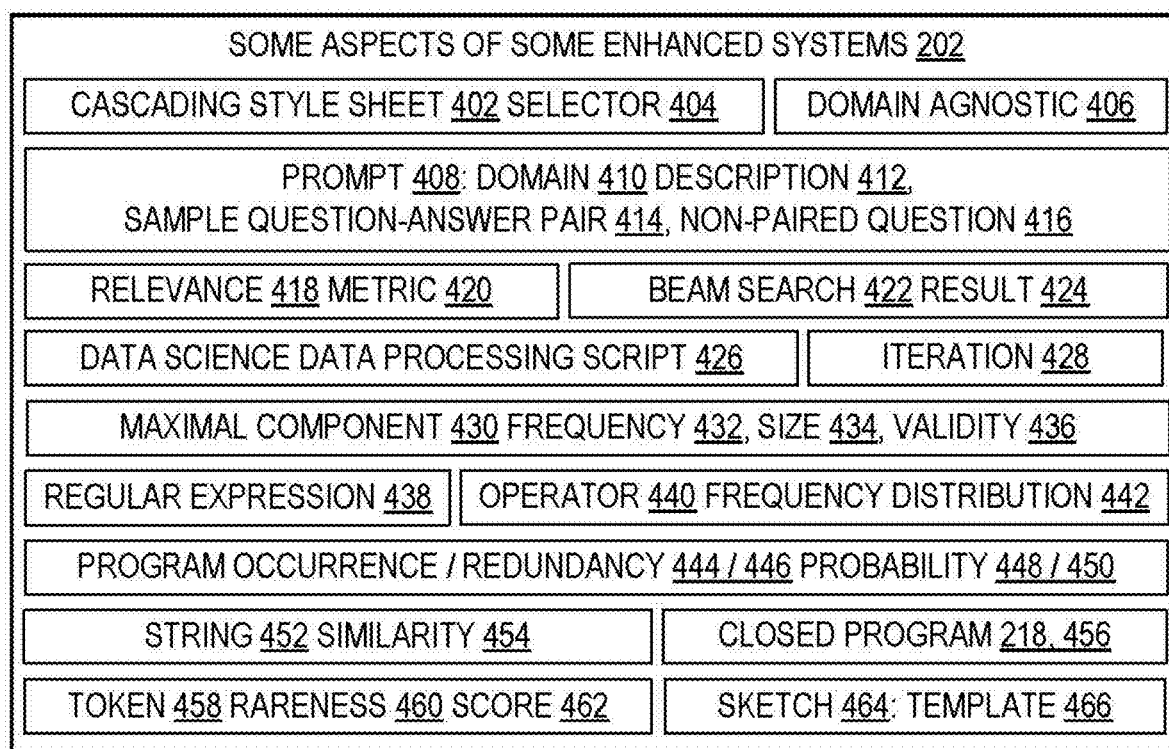 SOME ASPECTS OF SOME ENHANCED SYSTEMS 202
CASCADING STYLE SHEET 402 SELECTOR 404
DOMAIN AGNOSTIC 406
PROMPT 408: DOMAIN 410 DESCRIPTION 412,
SAMPLE QUESTION-ANSWER PAIR 414, NON-PAIRED QUESTION 416
RELEVANCE 418 METRIC 420
BEAM SEARCH 422 RESULT 424
DATA SCIENCE DATA PROCESSING SCRIPT 426
ITERATION 428
MAXIMAL COMPONENT 430 FREQUENCY 432, SIZE 434, VALIDITY 436
REGULAR EXPRESSION 438
OPERATOR 440 FREQUENCY DISTRIBUTION 442
PROGRAM OCCURRENCE / REDUNDANCY 444 / 446 PROBABILITY 448 / 450
STRING 452 SIMILARITY 454
CLOSED PROGRAM 218, 456
TOKEN 458 RARENESS 460 SCORE 462
SKETCH 464: TEMPLATE 466